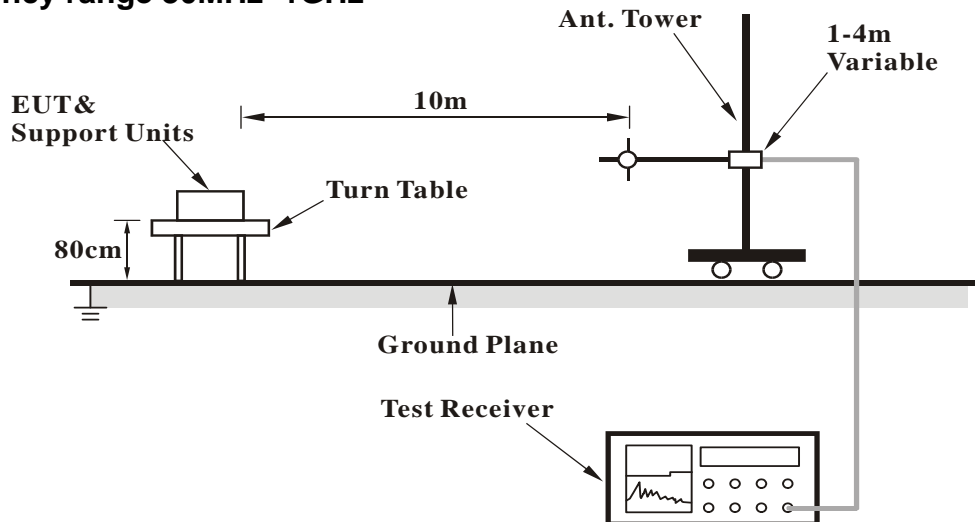 Ant. Tower
1-4m
Variable
EUT&
Support Units
10m
Turn Table
80cm
Ground Plane
Test Receiver